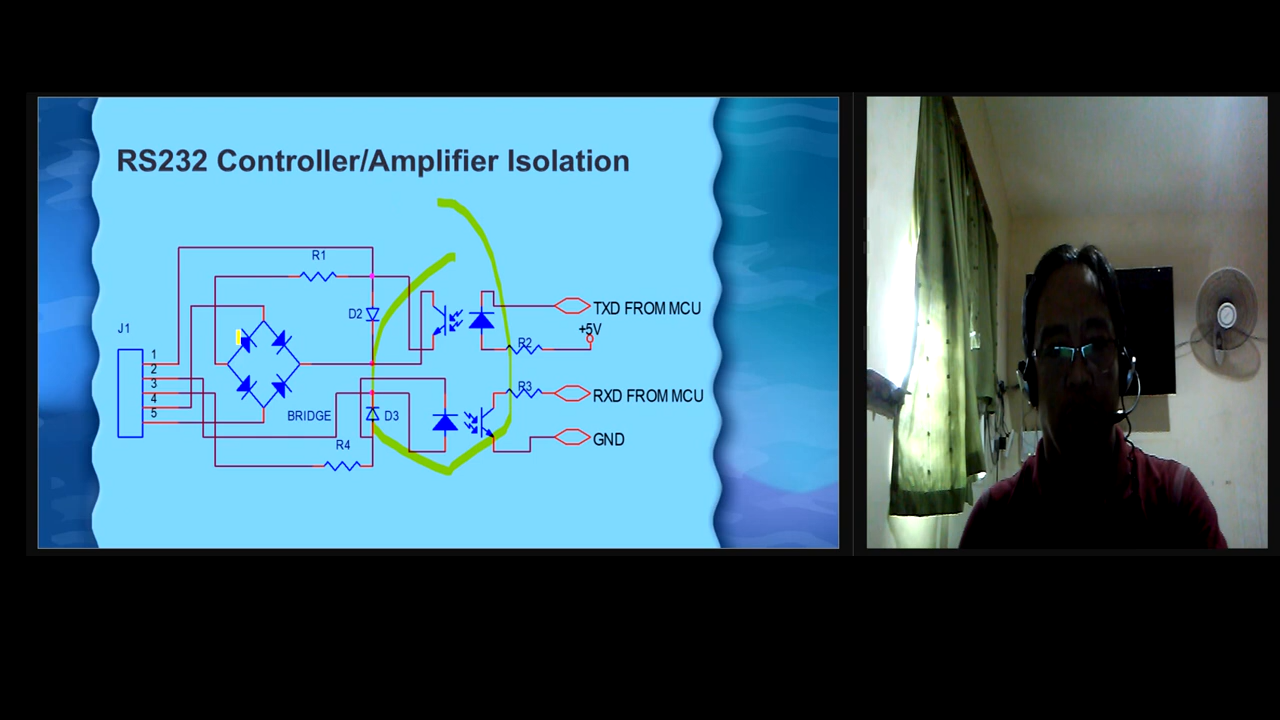 RS232 Controller/Amplifier Isolation
R1
D2
TXD FROM MCU
+5V
J1
R2
1
2
3
4
5
R3
RXD FROM MCU
BRIDGE
D3
GND
R4